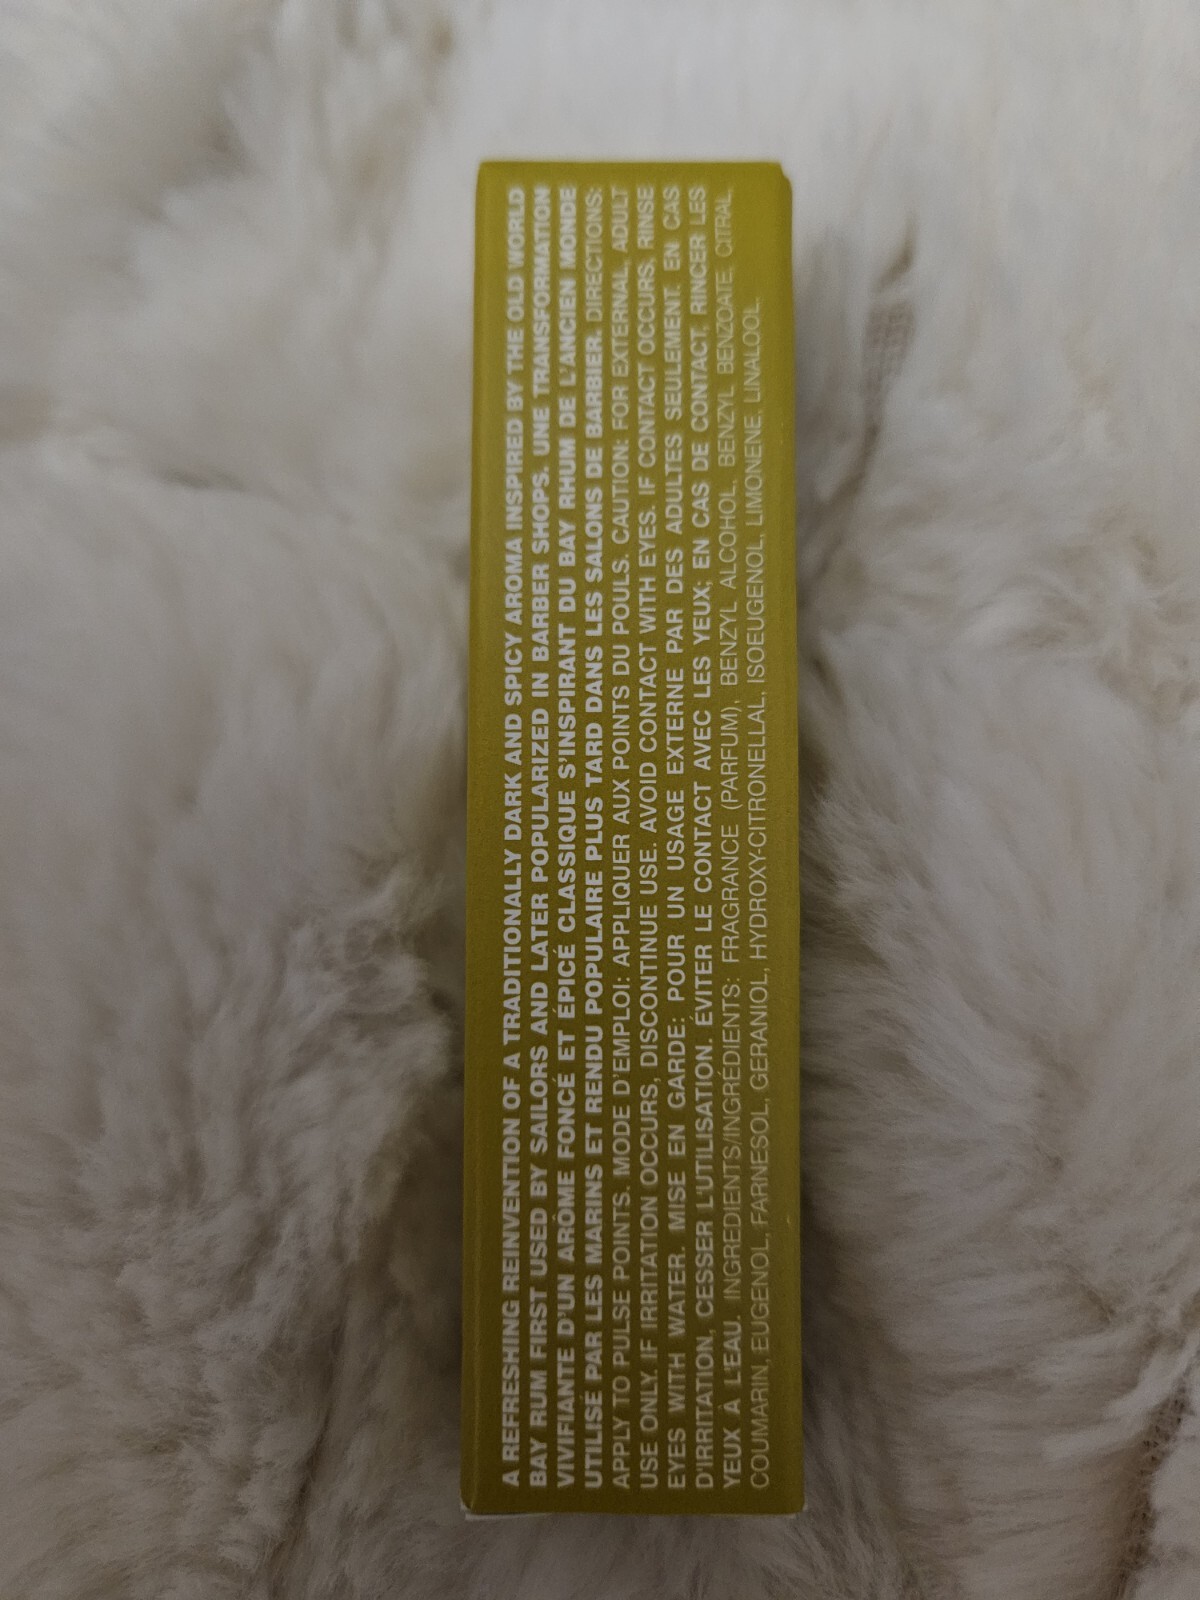 A REFRESHING REINVENTION OF A TRADITIONALLY DARK AND SPICY AROMA INSPIRED BY THE OLD WORLD
BAY RUM FIRST USED BY SAILORS AND LATER POPULARIZED IN BARBER SHOPS. UNE TRANSFORMATION
VIVIFIANTE D'UN ARÔME FONCÉ ET ÉPICÉ CLASSIQUE S'INSPIRANT DU BAY RHUM DE L'ANCIEN MONDE
UTILISÉ PAR LES MARINS ET RENDU POPULAIRE PLUS TARD DANS LES SALONS DE BARBIER. DIRECTIONS:
APPLY TO PULSE POINTS. MODE D'EMPLOI: APPLIQUER AUX POINTS DU POULS. CAUTION: FOR EXTERNAL, ADULT
USE ONLY. IF IRRITATION OCCURS, DISCONTINUE USE. AVOID CONTACT WITH EYES. IF CONTACT OCCURS, RINSE
EYES WITH WATER. MISE EN GARDE: POUR UN USAGE EXTERNE PAR DES ADULTES SEULEMENT. EN CAS
D'IRRITATION, CESSER L'UTILISATION. ÉVITER LE CONTACT AVEC LES YEUX; EN CAS DE CONTACT, RINCER LES
YEUX À L'EAU. INGREDIENTS/INGRÉDIENTS: FRAGRANCE (PARFUM), BENZYL ALCOHOL, BENZYL BENZOATE, CITRAL,
COUMARIN, EUGENOL, FARNESOL, GERANIOL, HYDROXY-CITRONELLAL, ISOEUGENOL, LIMONENE, LINALOOL.